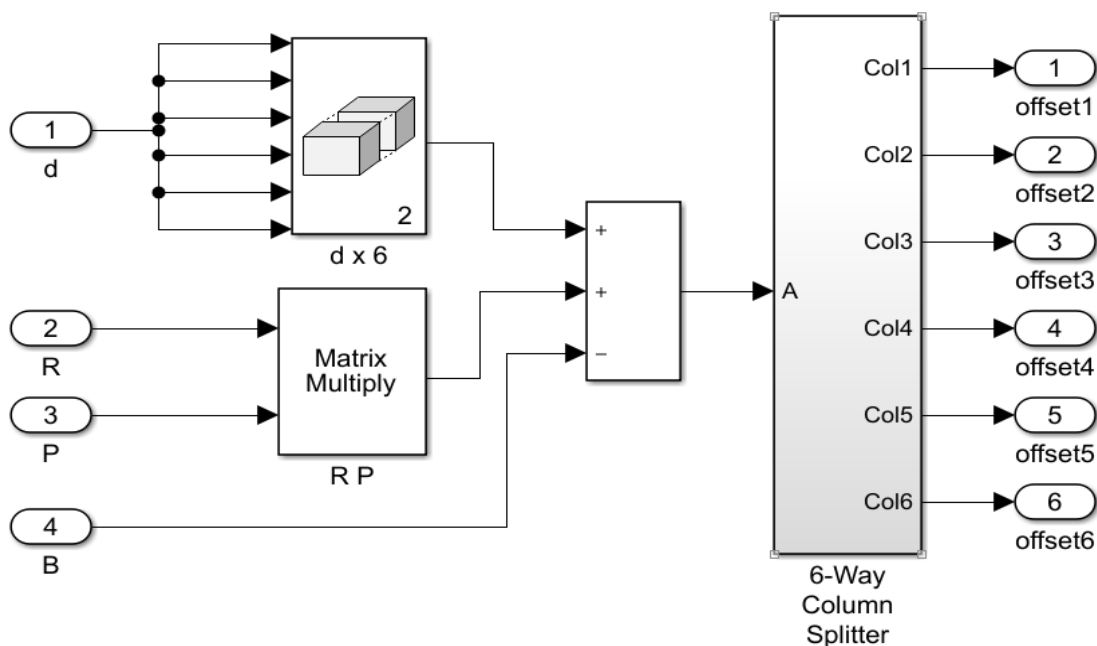 1
d
2
d x 6
2
R
3
P
4
B
Matrix
Multiply
R P
+
+
−
A
Col1
Col2
Col3
Col4
Col5
Col6
6-Way
Column
Splitter
1
offset1
2
offset2
3
offset3
4
offset4
5
offset5
6
offset6